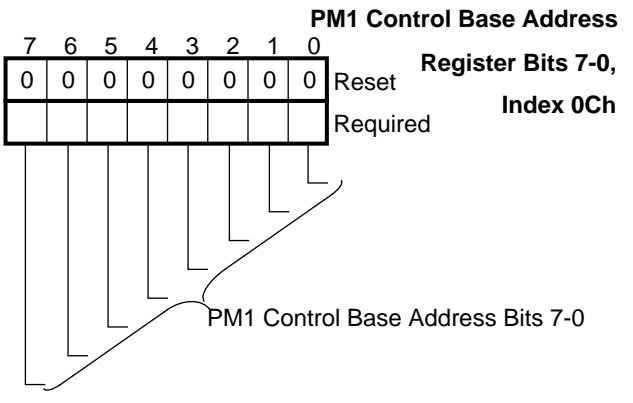 PM1 Control Base Address
Register Bits 7-0,
Index 0Ch
7 6 5 4 3 2 1 0
0 0 0 0 0 0 0 0 Reset
Required
PM1 Control Base Address Bits 7-0